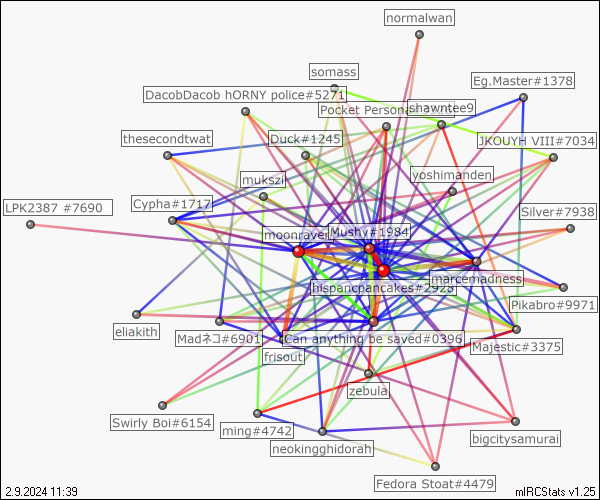 normalwan
somass
Eg.Master#1378
DacobDacob hORNY police#5271
shawntee9
thesecondtwat
Duck#1245
JKOUYH VIII#7034
mukszi
yoshimanden
LPK2387 #7690
Cypha#1717
Silver#7938
moonraven
Mushy#1984
marcemadness
hispancpancakes#2928
Pikabro#9971
eliakith
Madネコ#6901
Can anything be saved#0396
Majestic#3375
frisout
zebula
Swirly Boi#6154
ming#4742
neokingghidorah
bigcitysamurai
Fedora Stoat#4479
2.9.2024 11:39
mIRCStats v1.25